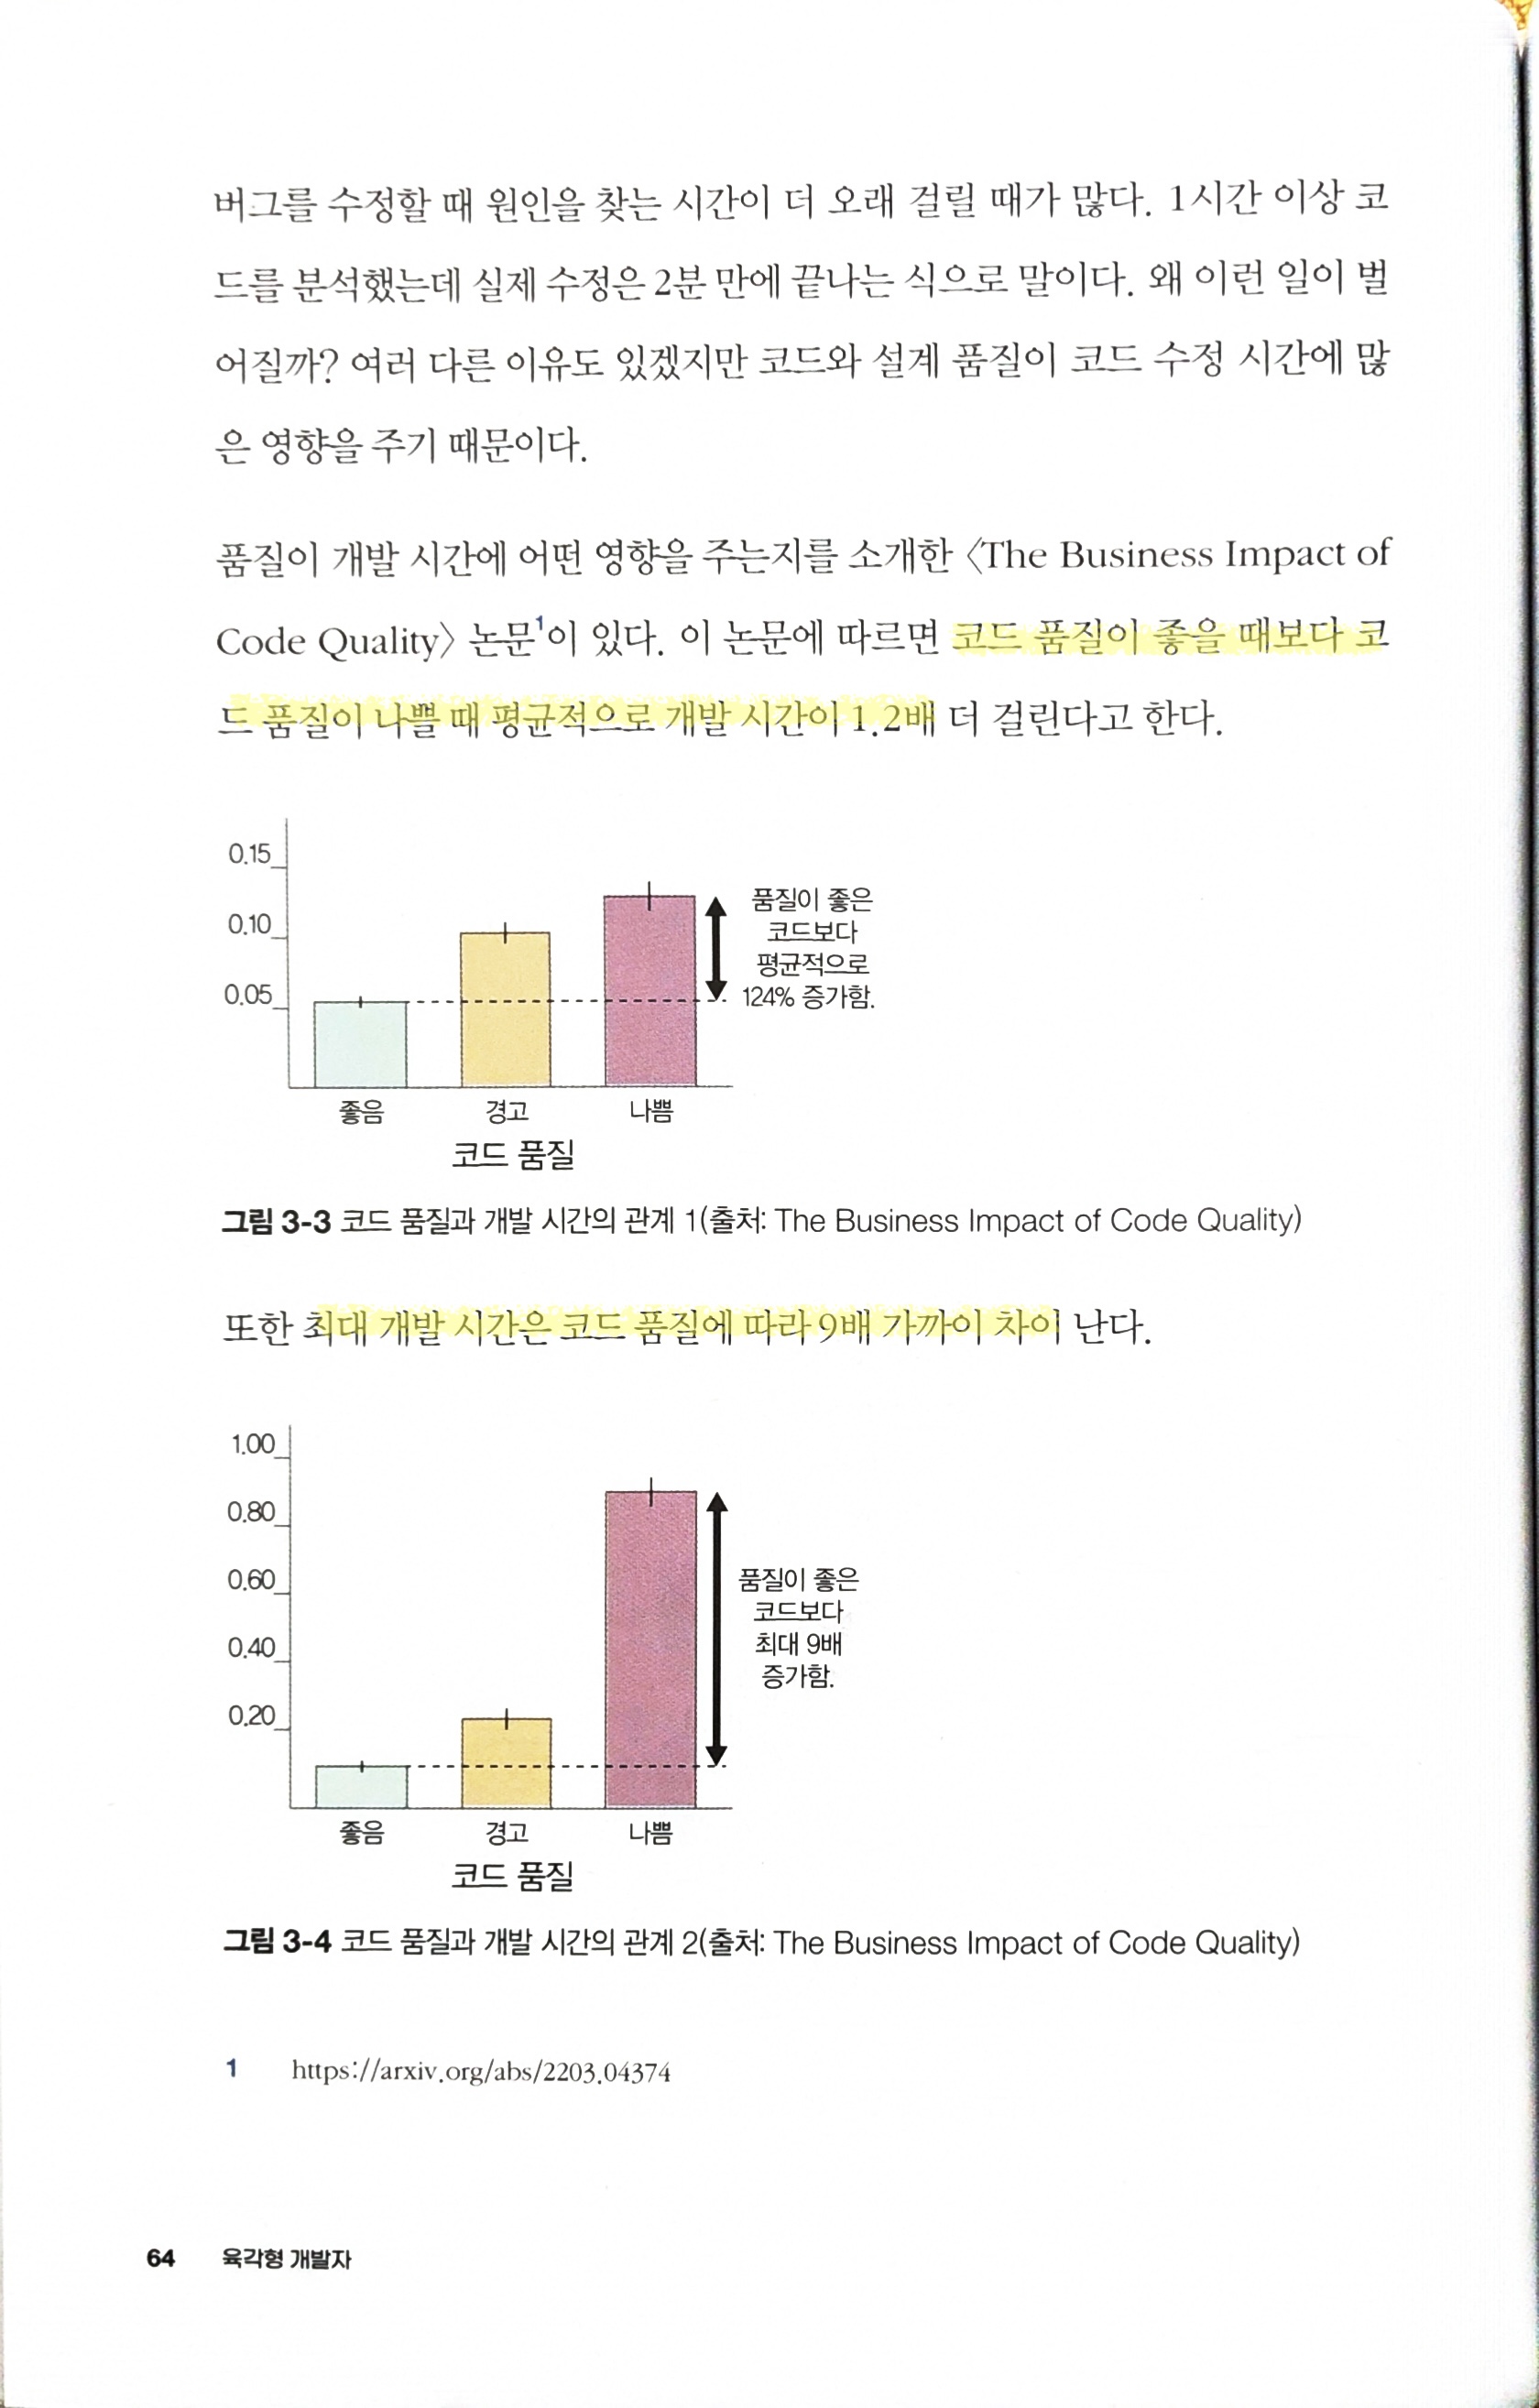 버그를 수정할 때 원인을 찾는 시간이 더 오래 걸릴 때가 많다. 1시간 이상 코
드를 분석했는데 실제 수정은 2분 만에 끝나는 식으로 말이다. 왜 이런 일이 벌
어질까? 여러 다른 이유도 있겠지만 코드와 설계 품질이 코드 수정 시간에 많
은 영향을 주기 때문이다.
품질이 개발 시간에 어떤 영향을 주는지를 소개한 〈The Business Impact of
Code Quality〉 논문1이 있다. 이 논문에 따르면 코드 품질이 좋을 때보다 코
드 품질이 나쁠 때 평균적으로 개발 시간이 1.2배 더 걸린다고 한다.
0.15
0.10
0.05
품질이 좋은
코드보다
평균적으로
124% 증가함.
좋음 경고 나쁨
코드 품질
그림 3-3 코드 품질과 개발 시간의 관계 1(출처: The Business Impact of Code Quality)
또한 최대 개발 시간은 코드 품질에 따라 9배 가까이 차이 난다.
1.00
0.80
0.60
0.40
0.20
품질이 좋은
코드보다
최대 9배
증가함.
좋음 경고 나쁨
코드 품질
그림 3-4 코드 품질과 개발 시간의 관계 2(출처: The Business Impact of Code Quality)
1 https://arxiv.org/abs/2203.04374
64 육각형 개발자